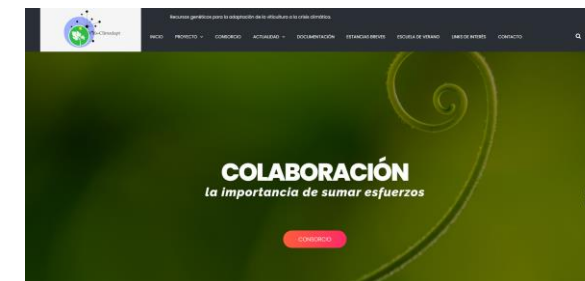 Recursos genéticos para la adaptación de la viticultura a la crisis climática.
INICIO PROYECTO CONSORCIO ACTUALIDAD DOCUMENTACIÓN ESTANCIAS BREVES ESCUELA DE VERANO LINKS DE INTERÉS CONTACTO
COLABORACIÓN
la importancia de sumar esfuerzos
CONSORCIO